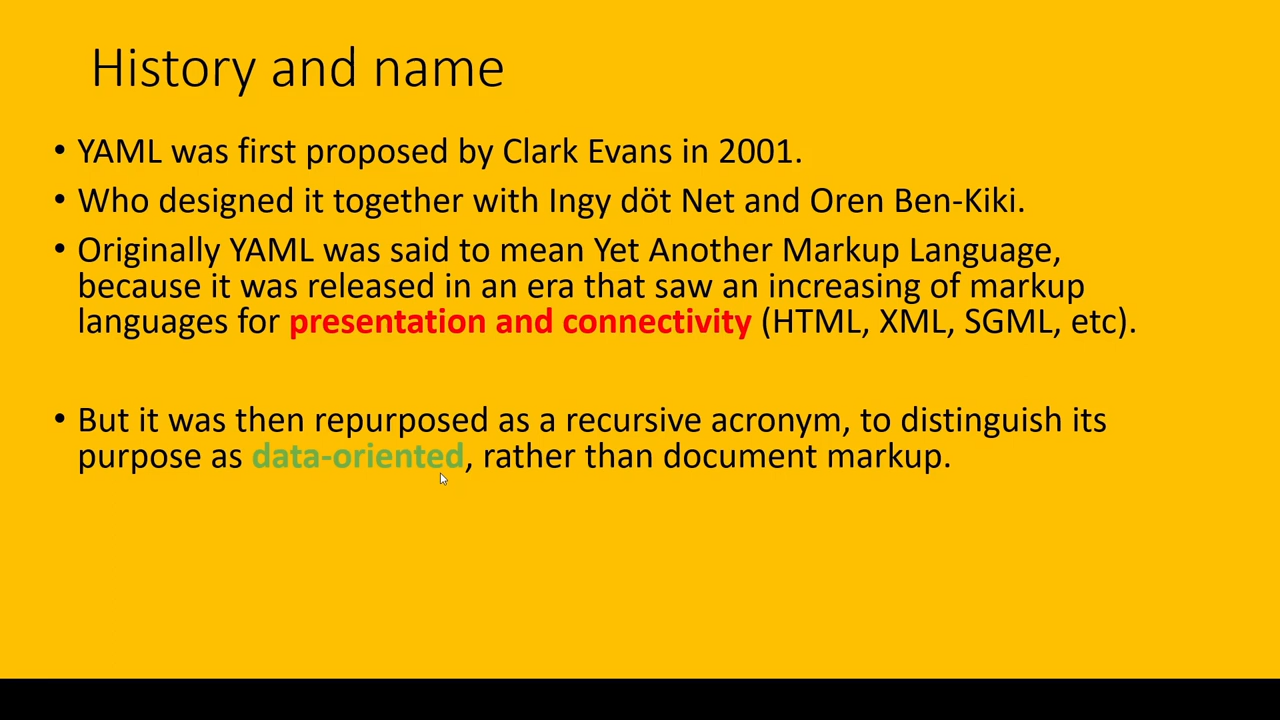 History and name
• YAML was first proposed by Clark Evans in 2001.
• Who designed it together with Ingy döt Net and Oren Ben-Kiki.
• Originally YAML was said to mean Yet Another Markup Language,
because it was released in an era that saw an increasing of markup
languages for presentation and connectivity (HTML, XML, SGML, etc).
• But it was then repurposed as a recursive acronym, to distinguish its
purpose as data-oriented, rather than document markup.